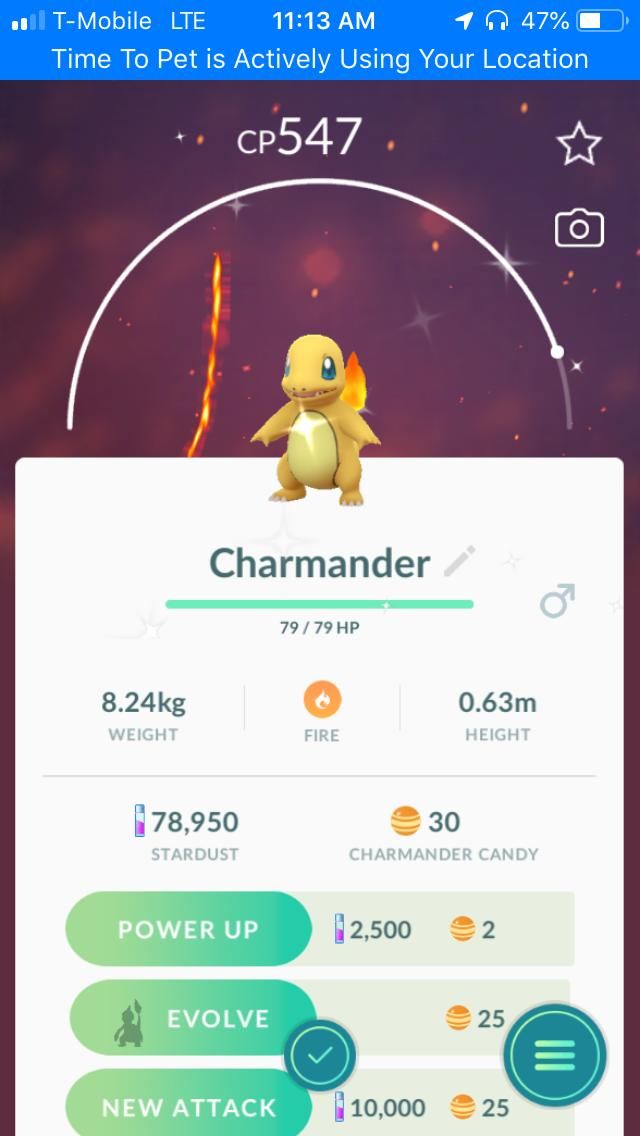 T-Mobile LTE 11:13 AM 47%
Time To Pet is Actively Using Your Location
CP547
Charmander
79 / 79 HP
8.24kg 0.63m
WEIGHT FIRE HEIGHT
78,950 30
STARDUST CHARMANDER CANDY
POWER UP 2,500 2
EVOLVE 25
NEW ATTACK 10,000 25